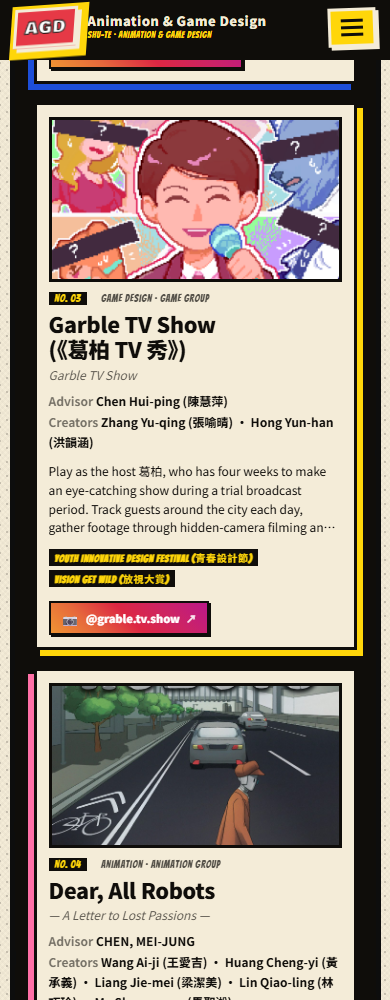 AGD
Animation & Game Design
SHU-TE · ANIMATION & GAME DESIGN
?
?
?
?
NO. 03 GAME DESIGN · GAME GROUP
Garble TV Show
(《葛柏 TV 秀》)
Garble TV Show
Advisor Chen Hui-ping (陳慧萍)
Creators Zhang Yu-qing (張喻晴) · Hong Yun-han
(洪韻涵)
Play as the host 葛柏, who has four weeks to make
an eye-catching show during a trial broadcast
period. Track guests around the city each day,
gather footage through hidden-camera filming an…
YOUTH INNOVATIVE DESIGN FESTIVAL (青春設計節)
VISION GET WILD (放視大賞)
@grable.tv.show ↗
NO. 04 ANIMATION · ANIMATION GROUP
Dear, All Robots
— A Letter to Lost Passions —
Advisor CHEN, MEI-JUNG
Creators Wang Ai-ji (王愛吉) · Huang Cheng-yi (黃
承義) · Liang Jie-mei (梁潔美) · Lin Qiao-ling (林